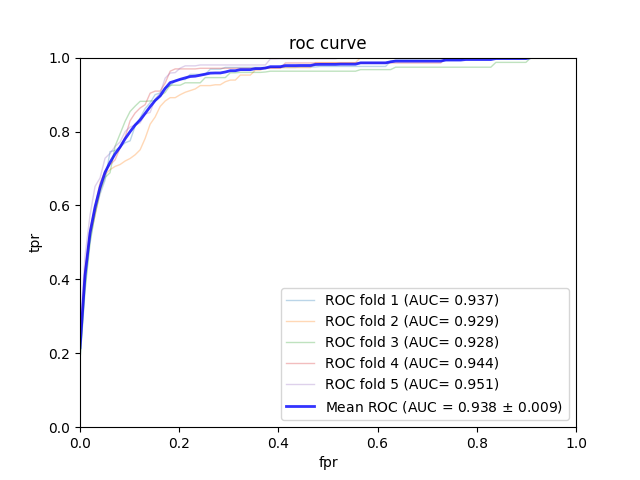 roc curve
1.0
0.8
0.6
0.4
0.2
0.0
tpr
ROC fold 1 (AUC= 0.937)
ROC fold 2 (AUC= 0.929)
ROC fold 3 (AUC= 0.928)
ROC fold 4 (AUC= 0.944)
ROC fold 5 (AUC= 0.951)
Mean ROC (AUC = 0.938 ± 0.009)
0.0 0.2 0.4 0.6 0.8 1.0
fpr